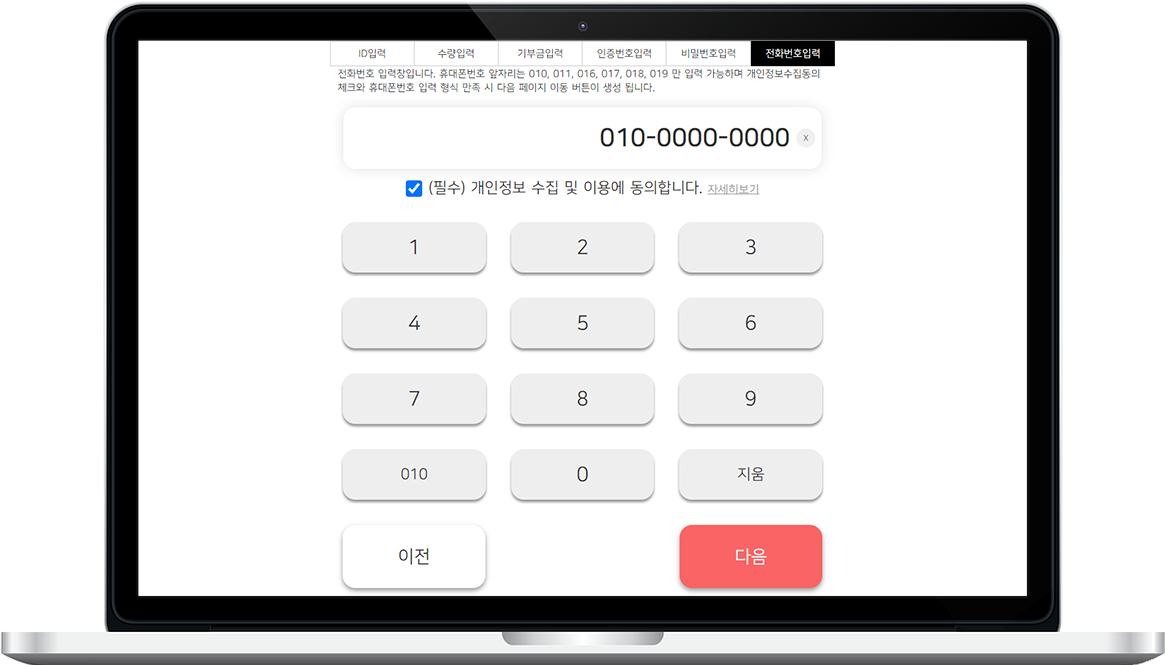 ID입력 수량입력 기부금입력 인증번호입력 비밀번호입력 전화번호입력
전화번호 입력창입니다. 휴대폰번호 앞자리는 010, 011, 016, 017, 018, 019 만 입력 가능하며 개인정보수집동의
체크와 휴대폰번호 입력 형식 만족 시 다음 페이지 이동 버튼이 생성 됩니다.
010-0000-0000 x
(필수) 개인정보 수집 및 이용에 동의합니다. 자세히보기
1 2 3
4 5 6
7 8 9
010 0 지움
이전 다음